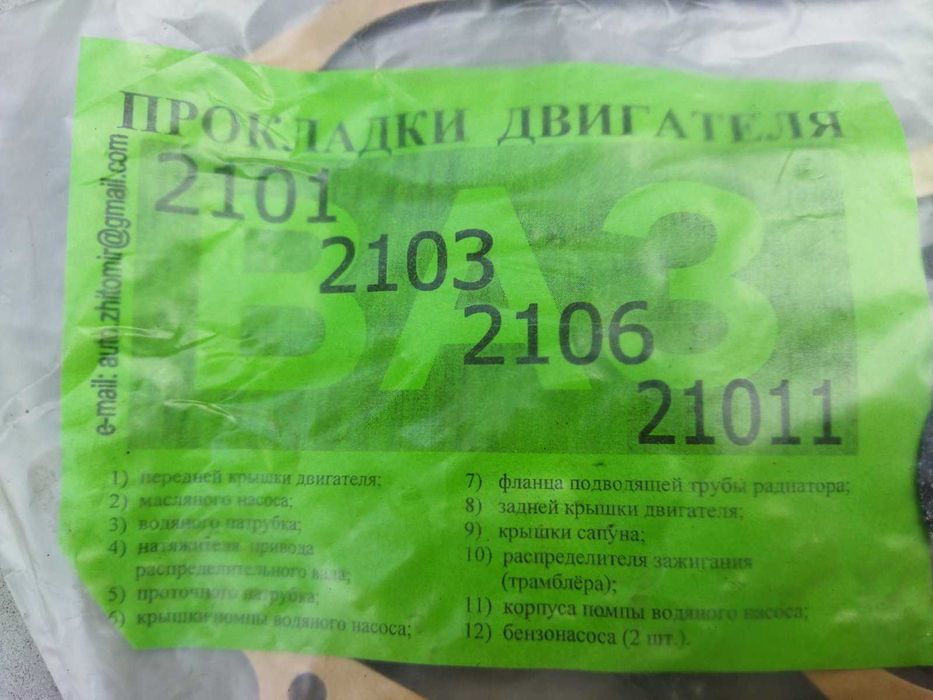 ПРОКЛАДКИ ДВИГАТЕЛЯ
ВАЗ
2101
2103
2106
21011
e-mail: auto.zhitomir@gmail.com
1) передней крышки двигателя;
2) масляного насоса;
3) водяного патрубка;
4) натяжителя привода
распределительного вала;
5) проточного патрубка;
6) крышки помпы водяного насоса;
7) фланца подводящей трубы радиатора;
8) задней крышки двигателя;
9) крышки сапуна;
10) распределителя зажигания
(трамблёра);
11) корпуса помпы водяного насоса;
12) бензонасоса (2 шт.).